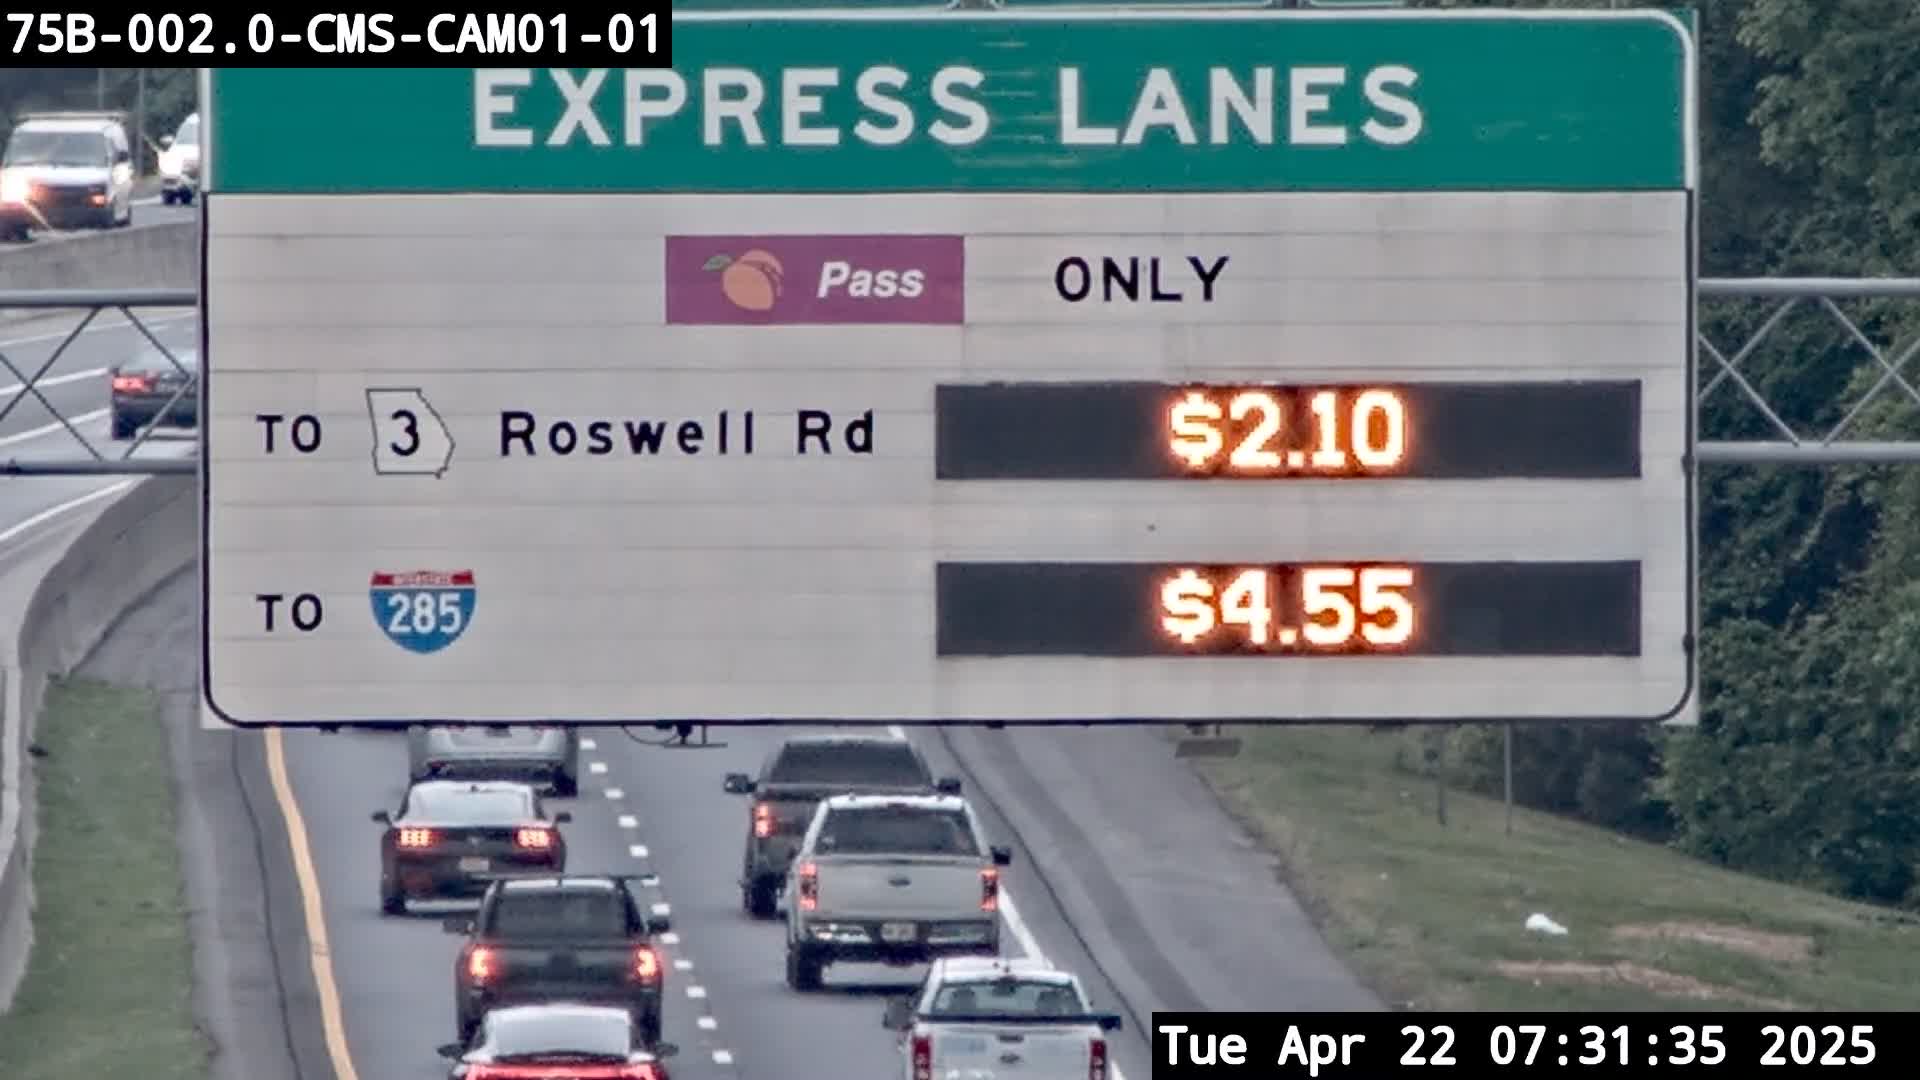 75B-002.0-CMS-CAM01-01
EXPRESS LANES
Pass ONLY
TO 3 Roswell Rd $2.10
TO INTERSTATE 285 $4.55
Tue Apr 22 07:31:35 2025